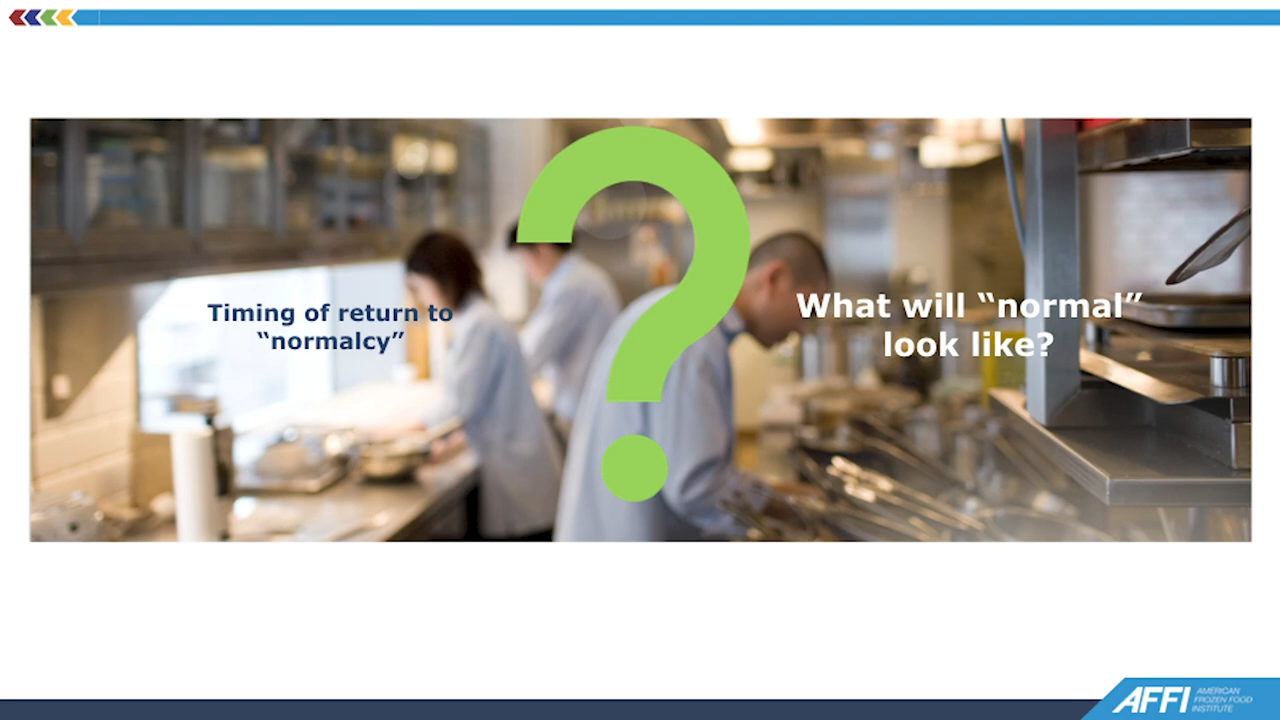 Timing of return to
“normalcy”
?
What will “normal”
look like?
AFFI
AMERICAN
FROZEN FOOD
INSTITUTE